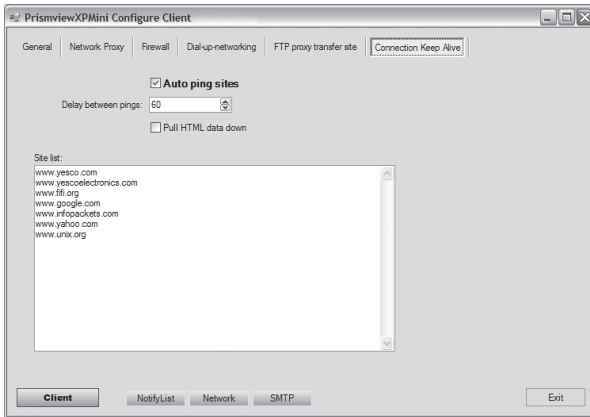 PrismviewXPMini Configure Client
General Network Proxy Firewall Dial-up-networking FTP proxy transfer site Connection Keep Alive
Auto ping sites
Delay between pings: 60
Pull HTML data down
Site list:
www.yesco.com
www.yescoelectronics.com
www.fifi.org
www.google.com
www.infopackets.com
www.yahoo.com
www.unix.org
Client NotifyList Network SMTP Exit